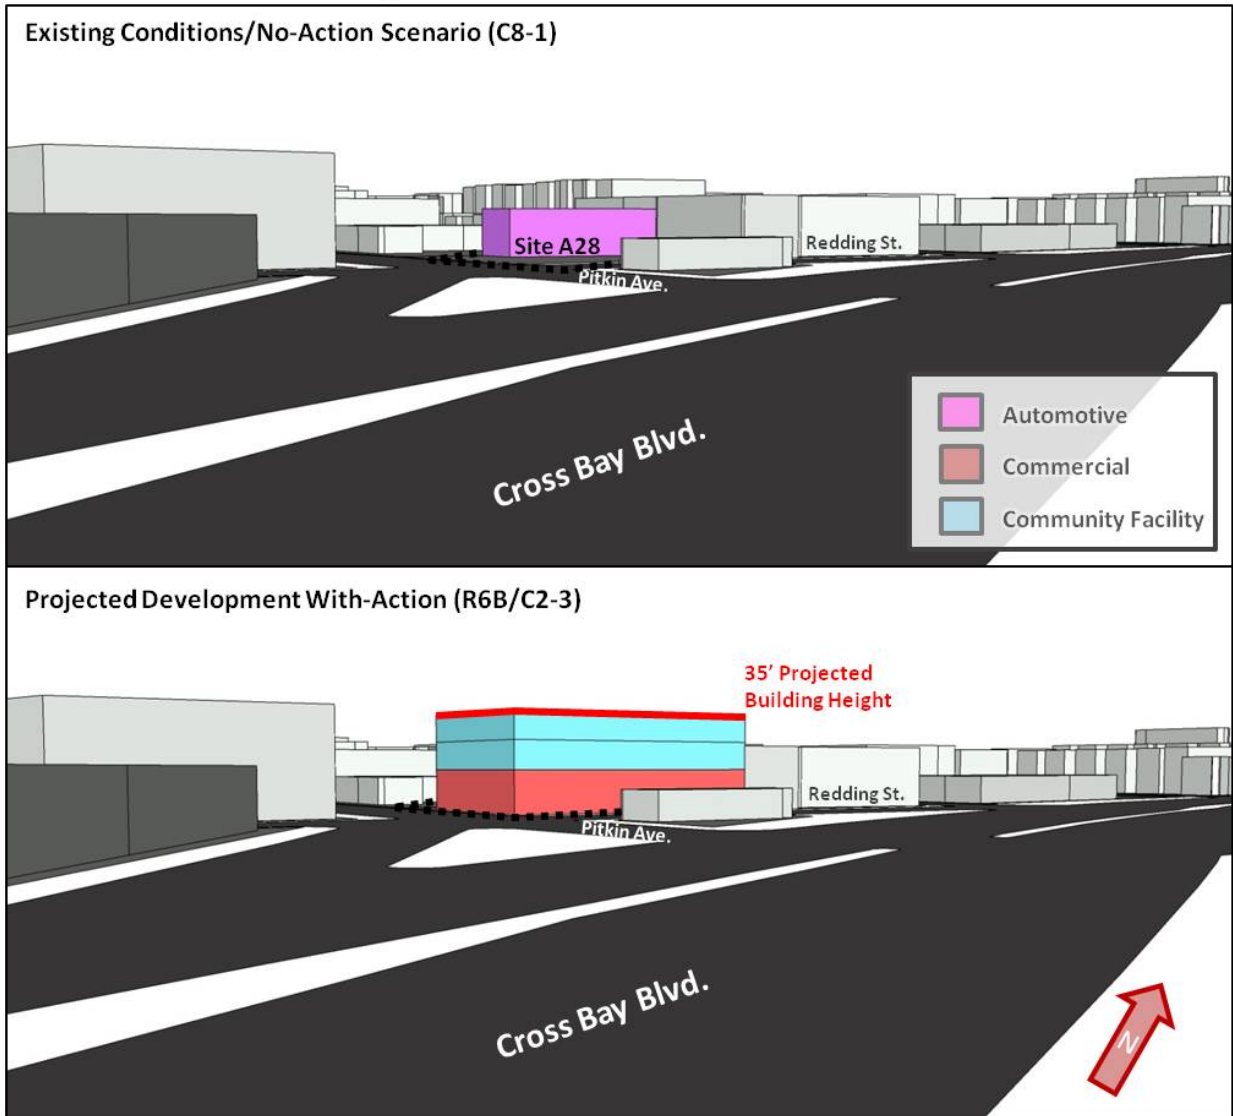 Existing Conditions/No-Action Scenario (C8-1)
Site A28
Redding St.
Pitkin Ave.
Automotive
Commercial
Community Facility
Cross Bay Blvd.
Projected Development With-Action (R6B/C2-3)
35' Projected
Building Height
Redding St.
Pitkin Ave.
Cross Bay Blvd.
N